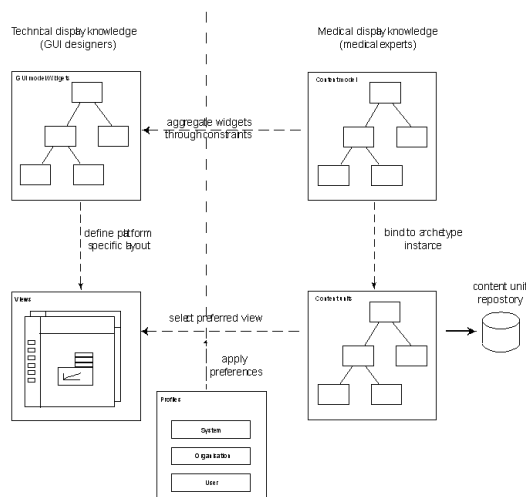 Technical display knowledge
(GUI designers)
Medical display knowledge
(medical experts)
GUI model/Widgets
Content model
aggregate widgets
through constraints
define platform
specific layout
bind to archetype
instance
Views
Content units
content unit
repository
select preferred view
apply
preferences
Profiles
System
Organisation
User